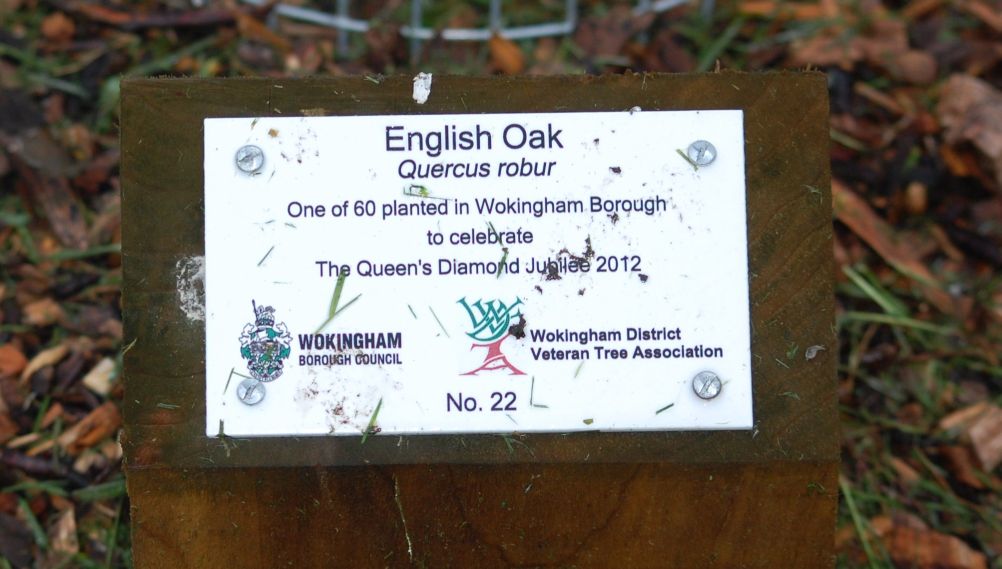 English Oak
Quercus robur
One of 60 planted in Wokingham Borough
to celebrate
The Queen's Diamond Jubilee 2012
WOKINGHAM
BOROUGH COUNCIL
Wokingham District
Veteran Tree Association
No. 22